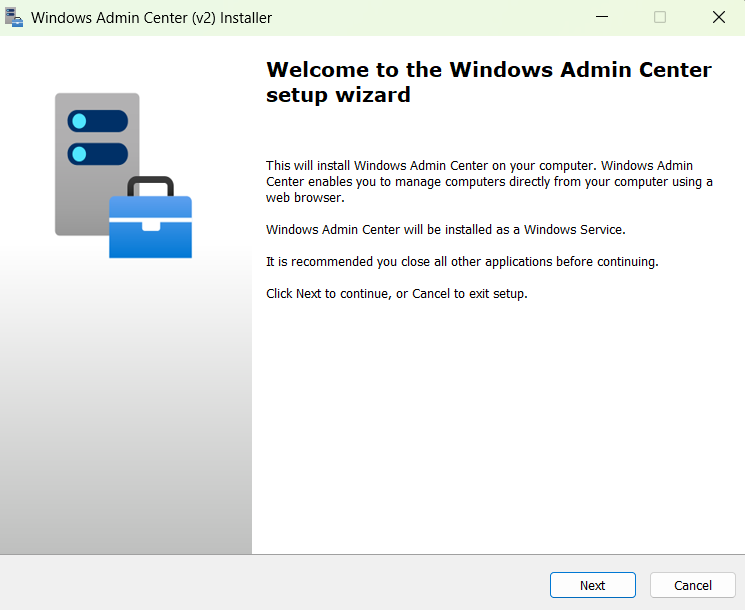 Windows Admin Center (v2) Installer
Welcome to the Windows Admin Center
setup wizard
This will install Windows Admin Center on your computer. Windows Admin
Center enables you to manage computers directly from your computer using a
web browser.
Windows Admin Center will be installed as a Windows Service.
It is recommended you close all other applications before continuing.
Click Next to continue, or Cancel to exit setup.
Next
Cancel